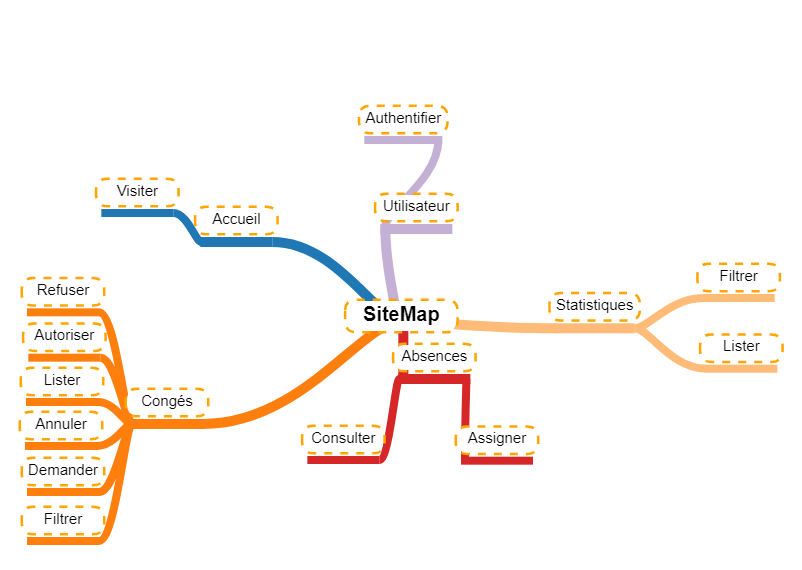 Authentifier
Visiter
Utilisateur
Accueil
Filtrer
Refuser
Statistiques
SiteMap
Autoriser
Lister
Absences
Lister
Congés
Annuler
Consulter
Assigner
Demander
Filtrer